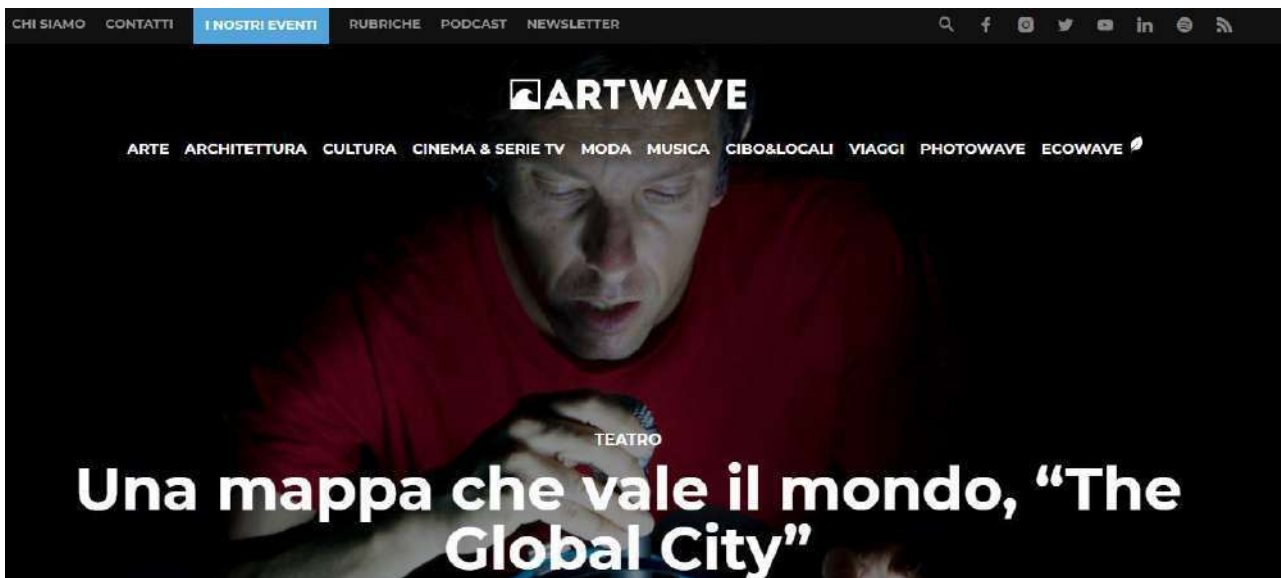 CHI SIAMO CONTATTI I NOSTRI EVENTI RUBRICHE PODCAST NEWSLETTER
ARTWAVE
ARTE ARCHITETTURA CULTURA CINEMA & SERIE TV MODA MUSICA CIBO&LOCALI VIAGGI PHOTOWAVE ECOWAVE
TEATRO
Una mappa che vale il mondo, “The
Global City”